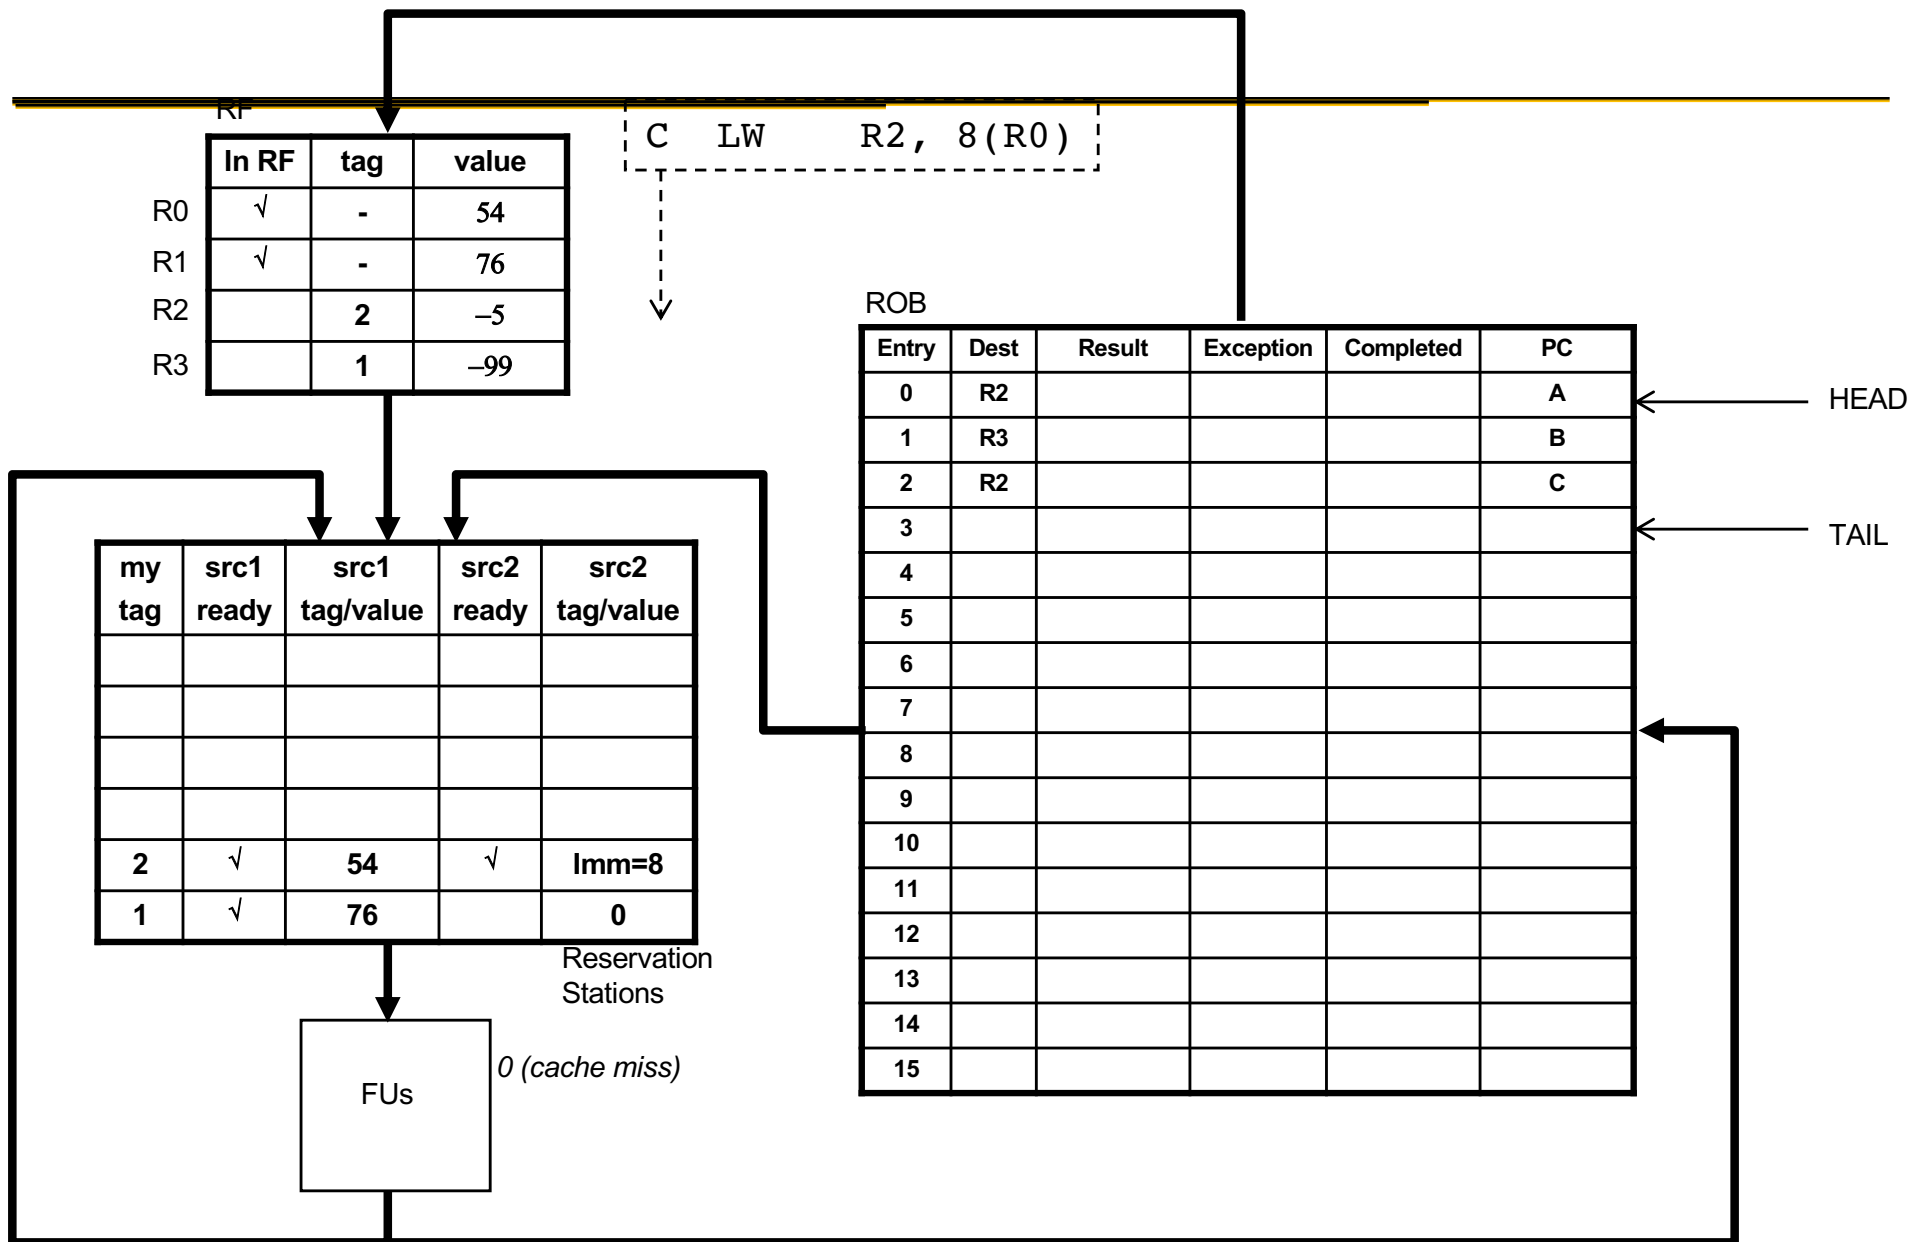 RF
C LW R2, 8(R0)
In RF tag value
R0 √ - 54
R1 √ - 76
R2 2 –5
R3 1 –99
ROB
Entry Dest Result Exception Completed PC
0 R2 A
HEAD
1 R3 B
2 R2 C
3
TAIL
4
5
6
7
8
9
10
11
12
13
14
15
my src1 src1 src2 src2
tag ready tag/value ready tag/value
2 √ 54 √ Imm=8
1 √ 76 0
Reservation
Stations
0 (cache miss)
FUs